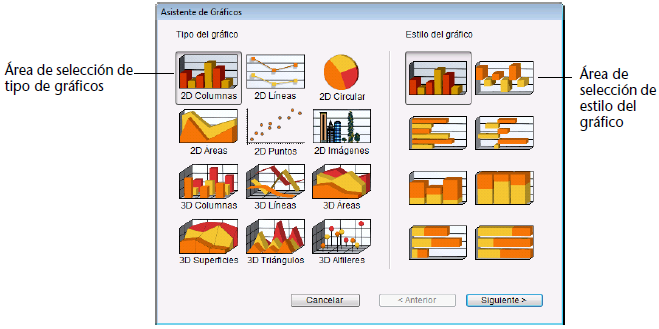 Asistente de Gráficos
Tipo del gráfico
Estilo del gráfico
Área de selección de
tipo de gráficos
2D Columnas
2D Líneas
2D Circular
2D Areas
2D Puntos
2D Imágenes
3D Columnas
3D Líneas
3D Áreas
3D Superficies
3D Triángulos
3D Alfileres
Área de
selección de
estilo del
gráfico
Cancelar
< Anterior
Siguiente >